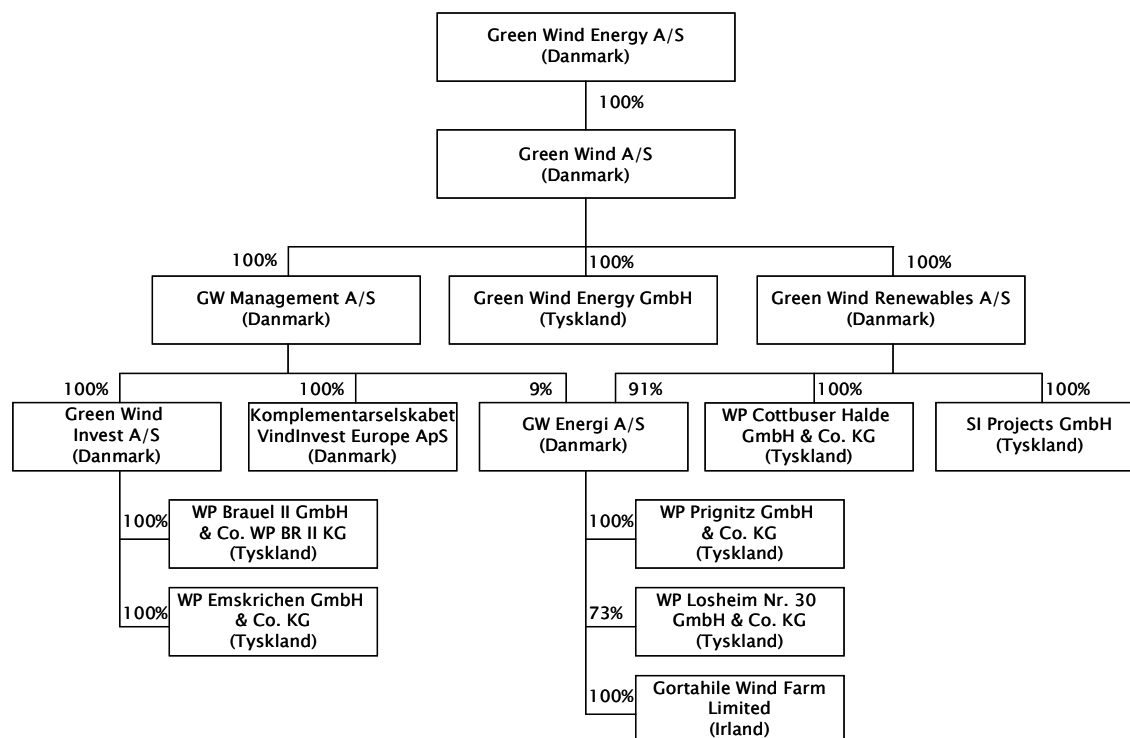 Green Wind Energy A/S
(Danmark)
100%
Green Wind A/S
(Danmark)
100%
100%
100%
GW Management A/S
(Danmark)
Green Wind Energy GmbH
(Tyskland)
Green Wind Renewables A/S
(Danmark)
100%
100%
9%
91%
100%
100%
Green Wind
Invest A/S
(Danmark)
Komplementarselskabet
VindInvest Europe ApS
(Danmark)
GW Energi A/S
(Danmark)
WP Cottbuser Halde
GmbH & Co. KG
(Tyskland)
SI Projects GmbH
(Tyskland)
100%
WP Brauel II GmbH
& Co. WP BR II KG
(Tyskland)
100%
WP Emskrichen GmbH
& Co. KG
(Tyskland)
100%
WP Prignitz GmbH
& Co. KG
(Tyskland)
73%
WP Losheim Nr. 30
GmbH & Co. KG
(Tyskland)
100%
Gortahile Wind Farm
Limited
(Irland)